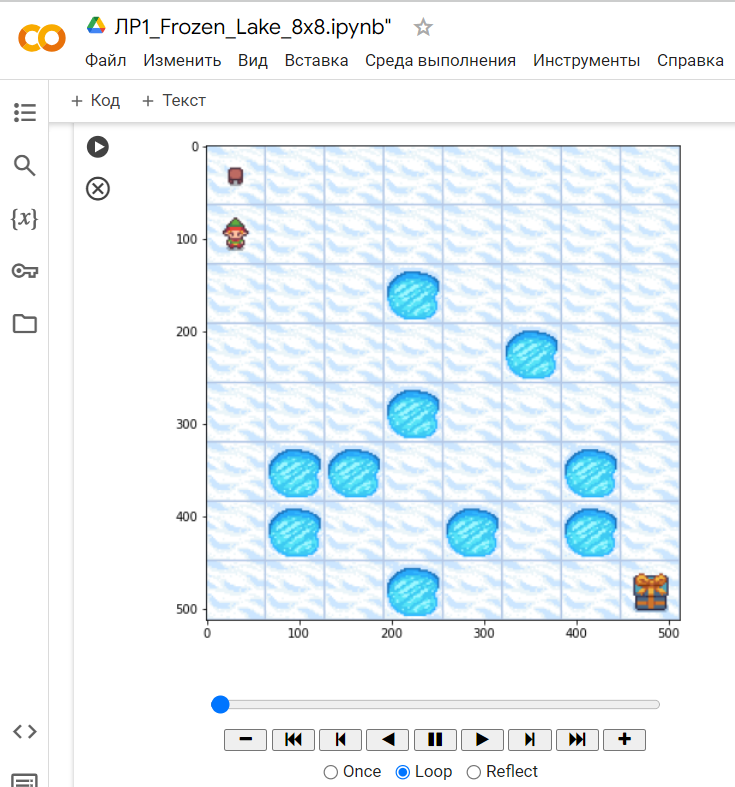 ЛР1_Frozen_Lake_8x8.ipynb"
Файл Изменить Вид Вставка Среда выполнения Инструменты Справка
+ Код + Текст
{x}
0
100
200
300
400
500
0 100 200 300 400 500
Once Loop Reflect